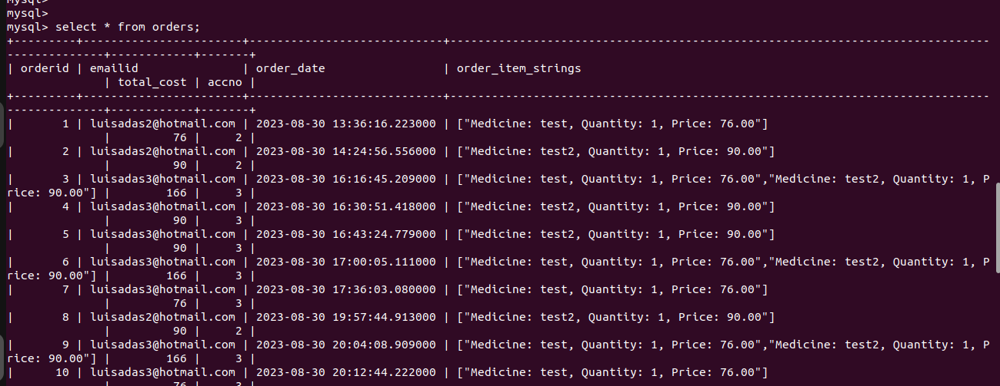 mysql>
mysql>
mysql> select * from orders;
+---------+-----------------------+----------------------------+------------------------------------------------------------------------------
--------------+------------+-------+
| orderid | emailid               | order_date                 | order_item_strings
              | total_cost | accno |
+---------+-----------------------+----------------------------+------------------------------------------------------------------------------
--------------+------------+-------+
|       1 | luisadas2@hotmail.com | 2023-08-30 13:36:16.223000 | ["Medicine: test, Quantity: 1, Price: 76.00"]
              |         76 |     2 |
|       2 | luisadas2@hotmail.com | 2023-08-30 14:24:56.556000 | ["Medicine: test2, Quantity: 1, Price: 90.00"]
              |         90 |     2 |
|       3 | luisadas3@hotmail.com | 2023-08-30 16:16:45.209000 | ["Medicine: test, Quantity: 1, Price: 76.00","Medicine: test2, Quantity: 1, P
rice: 90.00"] |        166 |     3 |
|       4 | luisadas3@hotmail.com | 2023-08-30 16:30:51.418000 | ["Medicine: test2, Quantity: 1, Price: 90.00"]
              |         90 |     3 |
|       5 | luisadas3@hotmail.com | 2023-08-30 16:43:24.779000 | ["Medicine: test2, Quantity: 1, Price: 90.00"]
              |         90 |     3 |
|       6 | luisadas3@hotmail.com | 2023-08-30 17:00:05.111000 | ["Medicine: test, Quantity: 1, Price: 76.00","Medicine: test2, Quantity: 1, P
rice: 90.00"] |        166 |     3 |
|       7 | luisadas3@hotmail.com | 2023-08-30 17:36:03.080000 | ["Medicine: test, Quantity: 1, Price: 76.00"]
              |         76 |     3 |
|       8 | luisadas2@hotmail.com | 2023-08-30 19:57:44.913000 | ["Medicine: test2, Quantity: 1, Price: 90.00"]
              |         90 |     2 |
|       9 | luisadas3@hotmail.com | 2023-08-30 20:04:08.909000 | ["Medicine: test, Quantity: 1, Price: 76.00","Medicine: test2, Quantity: 1, P
rice: 90.00"] |        166 |     3 |
|      10 | luisadas3@hotmail.com | 2023-08-30 20:12:44.222000 | ["Medicine: test, Quantity: 1, Price: 76.00"]
              |         76 |     3 |